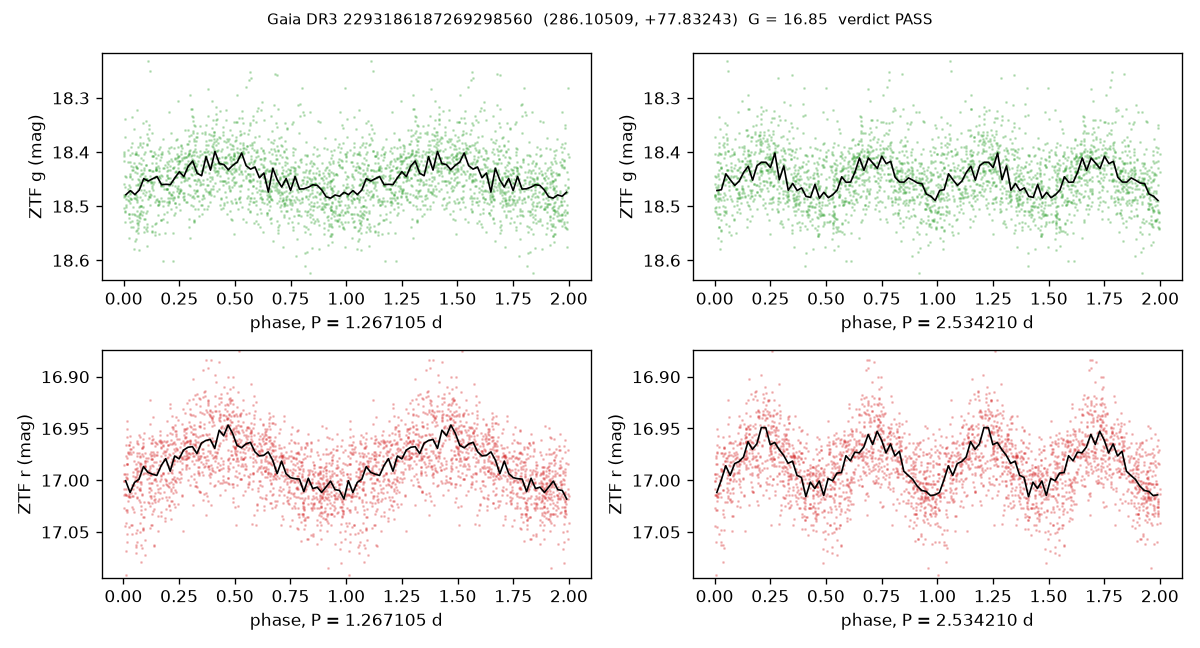 Gaia DR3 2293186187269298560  (286.10509, +77.83243)  G = 16.85  verdict PASS
ZTF g (mag)
18.3
18.4
18.5
18.6
0.00 0.25 0.50 0.75 1.00 1.25 1.50 1.75 2.00
phase, P = 1.267105 d
ZTF g (mag)
18.3
18.4
18.5
18.6
0.00 0.25 0.50 0.75 1.00 1.25 1.50 1.75 2.00
phase, P = 2.534210 d
ZTF r (mag)
16.90
16.95
17.00
17.05
0.00 0.25 0.50 0.75 1.00 1.25 1.50 1.75 2.00
phase, P = 1.267105 d
ZTF r (mag)
16.90
16.95
17.00
17.05
0.00 0.25 0.50 0.75 1.00 1.25 1.50 1.75 2.00
phase, P = 2.534210 d